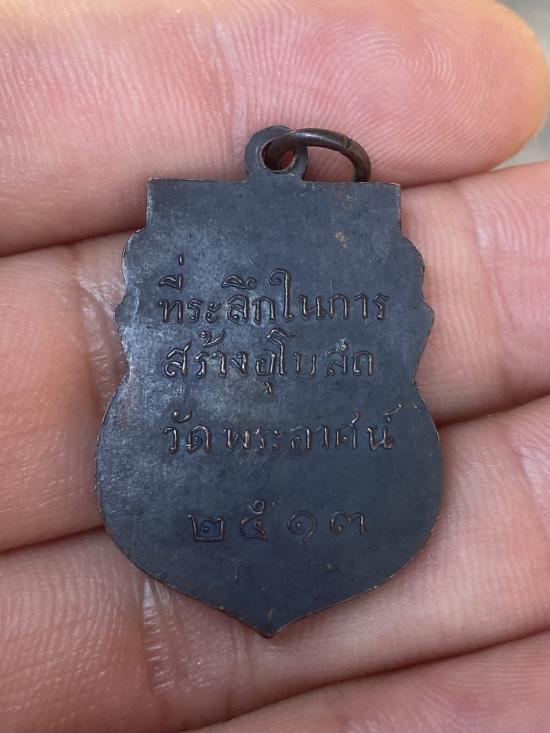 ที่ระลึกในการ
สร้างอุโบสถ
วัดพระอาศน์
๒๕๑๓